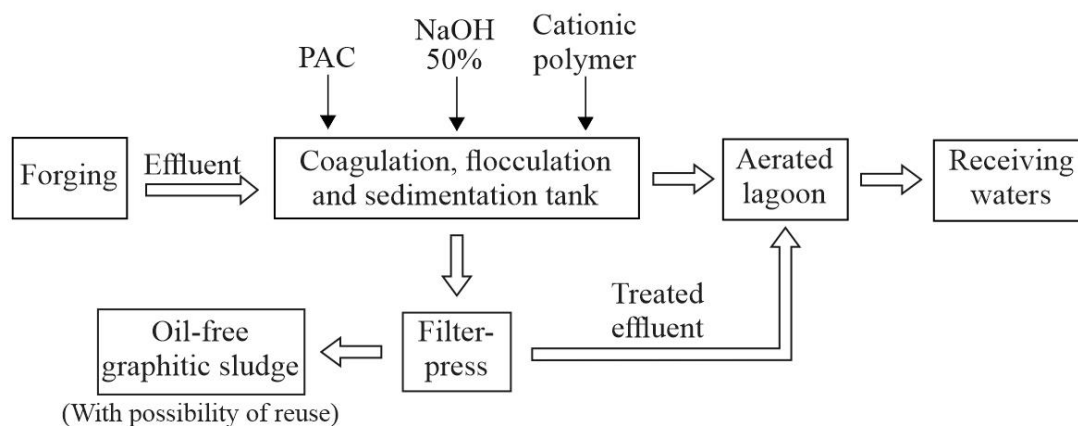 PAC
NaOH
50%
Cationic
polymer
Forging
Effluent
Coagulation, flocculation
and sedimentation tank
Aerated
lagoon
Receiving
waters
Oil-free
graphitic sludge
(With possibility of reuse)
Filter-
press
Treated
effluent